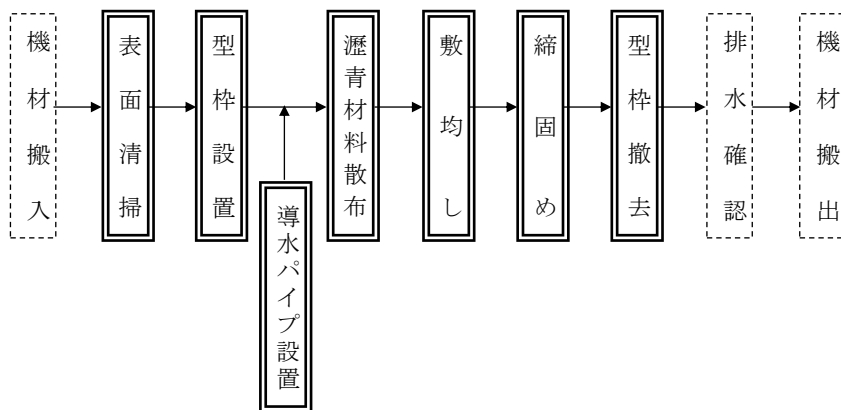 機材搬入
表面清掃
型枠設置
導水パイプ設置
瀝青材料散布
敷均し
締固め
型枠撤去
排水確認
機材搬出